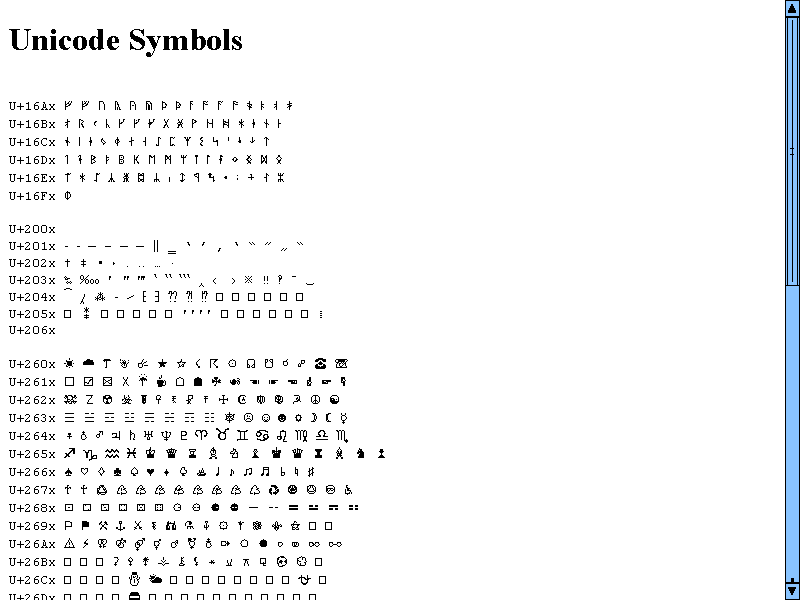 Unicode Symbols
U+16Ax ᚠ ᚡ ᚢ ᚣ ᚤ ᚥ ᚦ ᚧ ᚨ ᚩ ᚪ ᚫ ᚬ ᚭ ᚮ ᚯ
U+16Bx ᚰ ᚱ ᚲ ᚳ ᚴ ᚵ ᚶ ᚷ ᚸ ᚹ ᚺ ᚻ ᚼ ᚽ ᚾ ᚿ
U+16Cx ᛀ ᛁ ᛂ ᛃ ᛄ ᛅ ᛆ ᛇ ᛈ ᛉ ᛊ ᛋ ᛌ ᛍ ᛎ ᛏ
U+16Dx ᛐ ᛑ ᛒ ᛓ ᛔ ᛕ ᛖ ᛗ ᛘ ᛙ ᛚ ᛛ ᛜ ᛝ ᛞ ᛟ
U+16Ex ᛠ ᛡ ᛢ ᛣ ᛤ ᛥ ᛦ ᛧ ᛨ ᛩ ᛪ ᛫ ᛬ ᛭ ᛮ ᛯ
U+16Fx ᛰ
U+200x
U+201x ‐ ‑ ‒ – — ― ‖ ‗ ‘ ’ ‚ ‛ “ ” „ ‟
U+202x † ‡ • ‣ ․ ‥ … ‧
U+203x ‰ ‱ ′ ″ ‴ ‵ ‶ ‷ ‸ ‹ › ※ ‼ ‽ ‾ ‿
U+204x ⁀ ⁁ ⁂ ⁃ ⁄ ⁅ ⁆ ⁇ ⁈ ⁉ □ □ □ □ □ □
U+205x □ ⁑ □ □ □ □ □ ⁗ □ □ □ □ □ □ ⁞
U+206x
U+260x ☀ ☁ ☂ ☃ ☄ ★ ☆ ☇ ☈ ☉ ☊ ☋ ☌ ☍ ☎ ☏
U+261x ☐ ☑ ☒ ☓ ☔ ☕ ☖ ☗ ☘ ☙ ☚ ☛ ☜ ☝ ☞ ☟
U+262x ☠ ☡ ☢ ☣ ☤ ☥ ☦ ☧ ☨ ☩ ☪ ☫ ☬ ☭ ☮ ☯
U+263x ☰ ☱ ☲ ☳ ☴ ☵ ☶ ☷ ☸ ☹ ☺ ☻ ☼ ☽ ☾ ☿
U+264x ♀ ♁ ♂ ♃ ♄ ♅ ♆ ♇ ♈ ♉ ♊ ♋ ♌ ♍ ♎ ♏
U+265x ♐ ♑ ♒ ♓ ♔ ♕ ♖ ♗ ♘ ♙ ♚ ♛ ♜ ♝ ♞ ♟
U+266x ♠ ♡ ♢ ♣ ♤ ♥ ♦ ♧ ♨ ♩ ♪ ♫ ♬ ♭ ♮ ♯
U+267x ♰ ♱ ♲ ♳ ♴ ♵ ♶ ♷ ♸ ♹ ♺ ♻ ♼ ♽ ♾ ♿
U+268x ⚀ ⚁ ⚂ ⚃ ⚄ ⚅ ⚆ ⚇ ⚈ ⚉ ⚊ ⚋ ⚌ ⚍ ⚎ ⚏
U+269x ⚐ ⚑ ⚒ ⚓ ⚔ ⚕ ⚖ ⚗ ⚘ ⚙ ⚚ ⚛ ⚜ ⚝ □ □
U+26Ax ⚠ ⚡ ⚢ ⚣ ⚤ ⚥ ⚦ ⚧ ⚨ ⚩ ⚪ ⚫ ⚬ ⚭ ⚮ ⚯
U+26Bx □ □ □ ⚳ ⚴ ⚵ ⚶ ⚷ ⚸ ⚹ ⚺ ⚻ ⚼ ⚽ ⚾ □
U+26Cx □ □ □ □ ⛄ ⛅ □ □ □ □ □ □ □ □ ⛎ □
U+26Dx □ □ □ □ ⛔ □ □ □ □ □ □ □ □ □ □ □